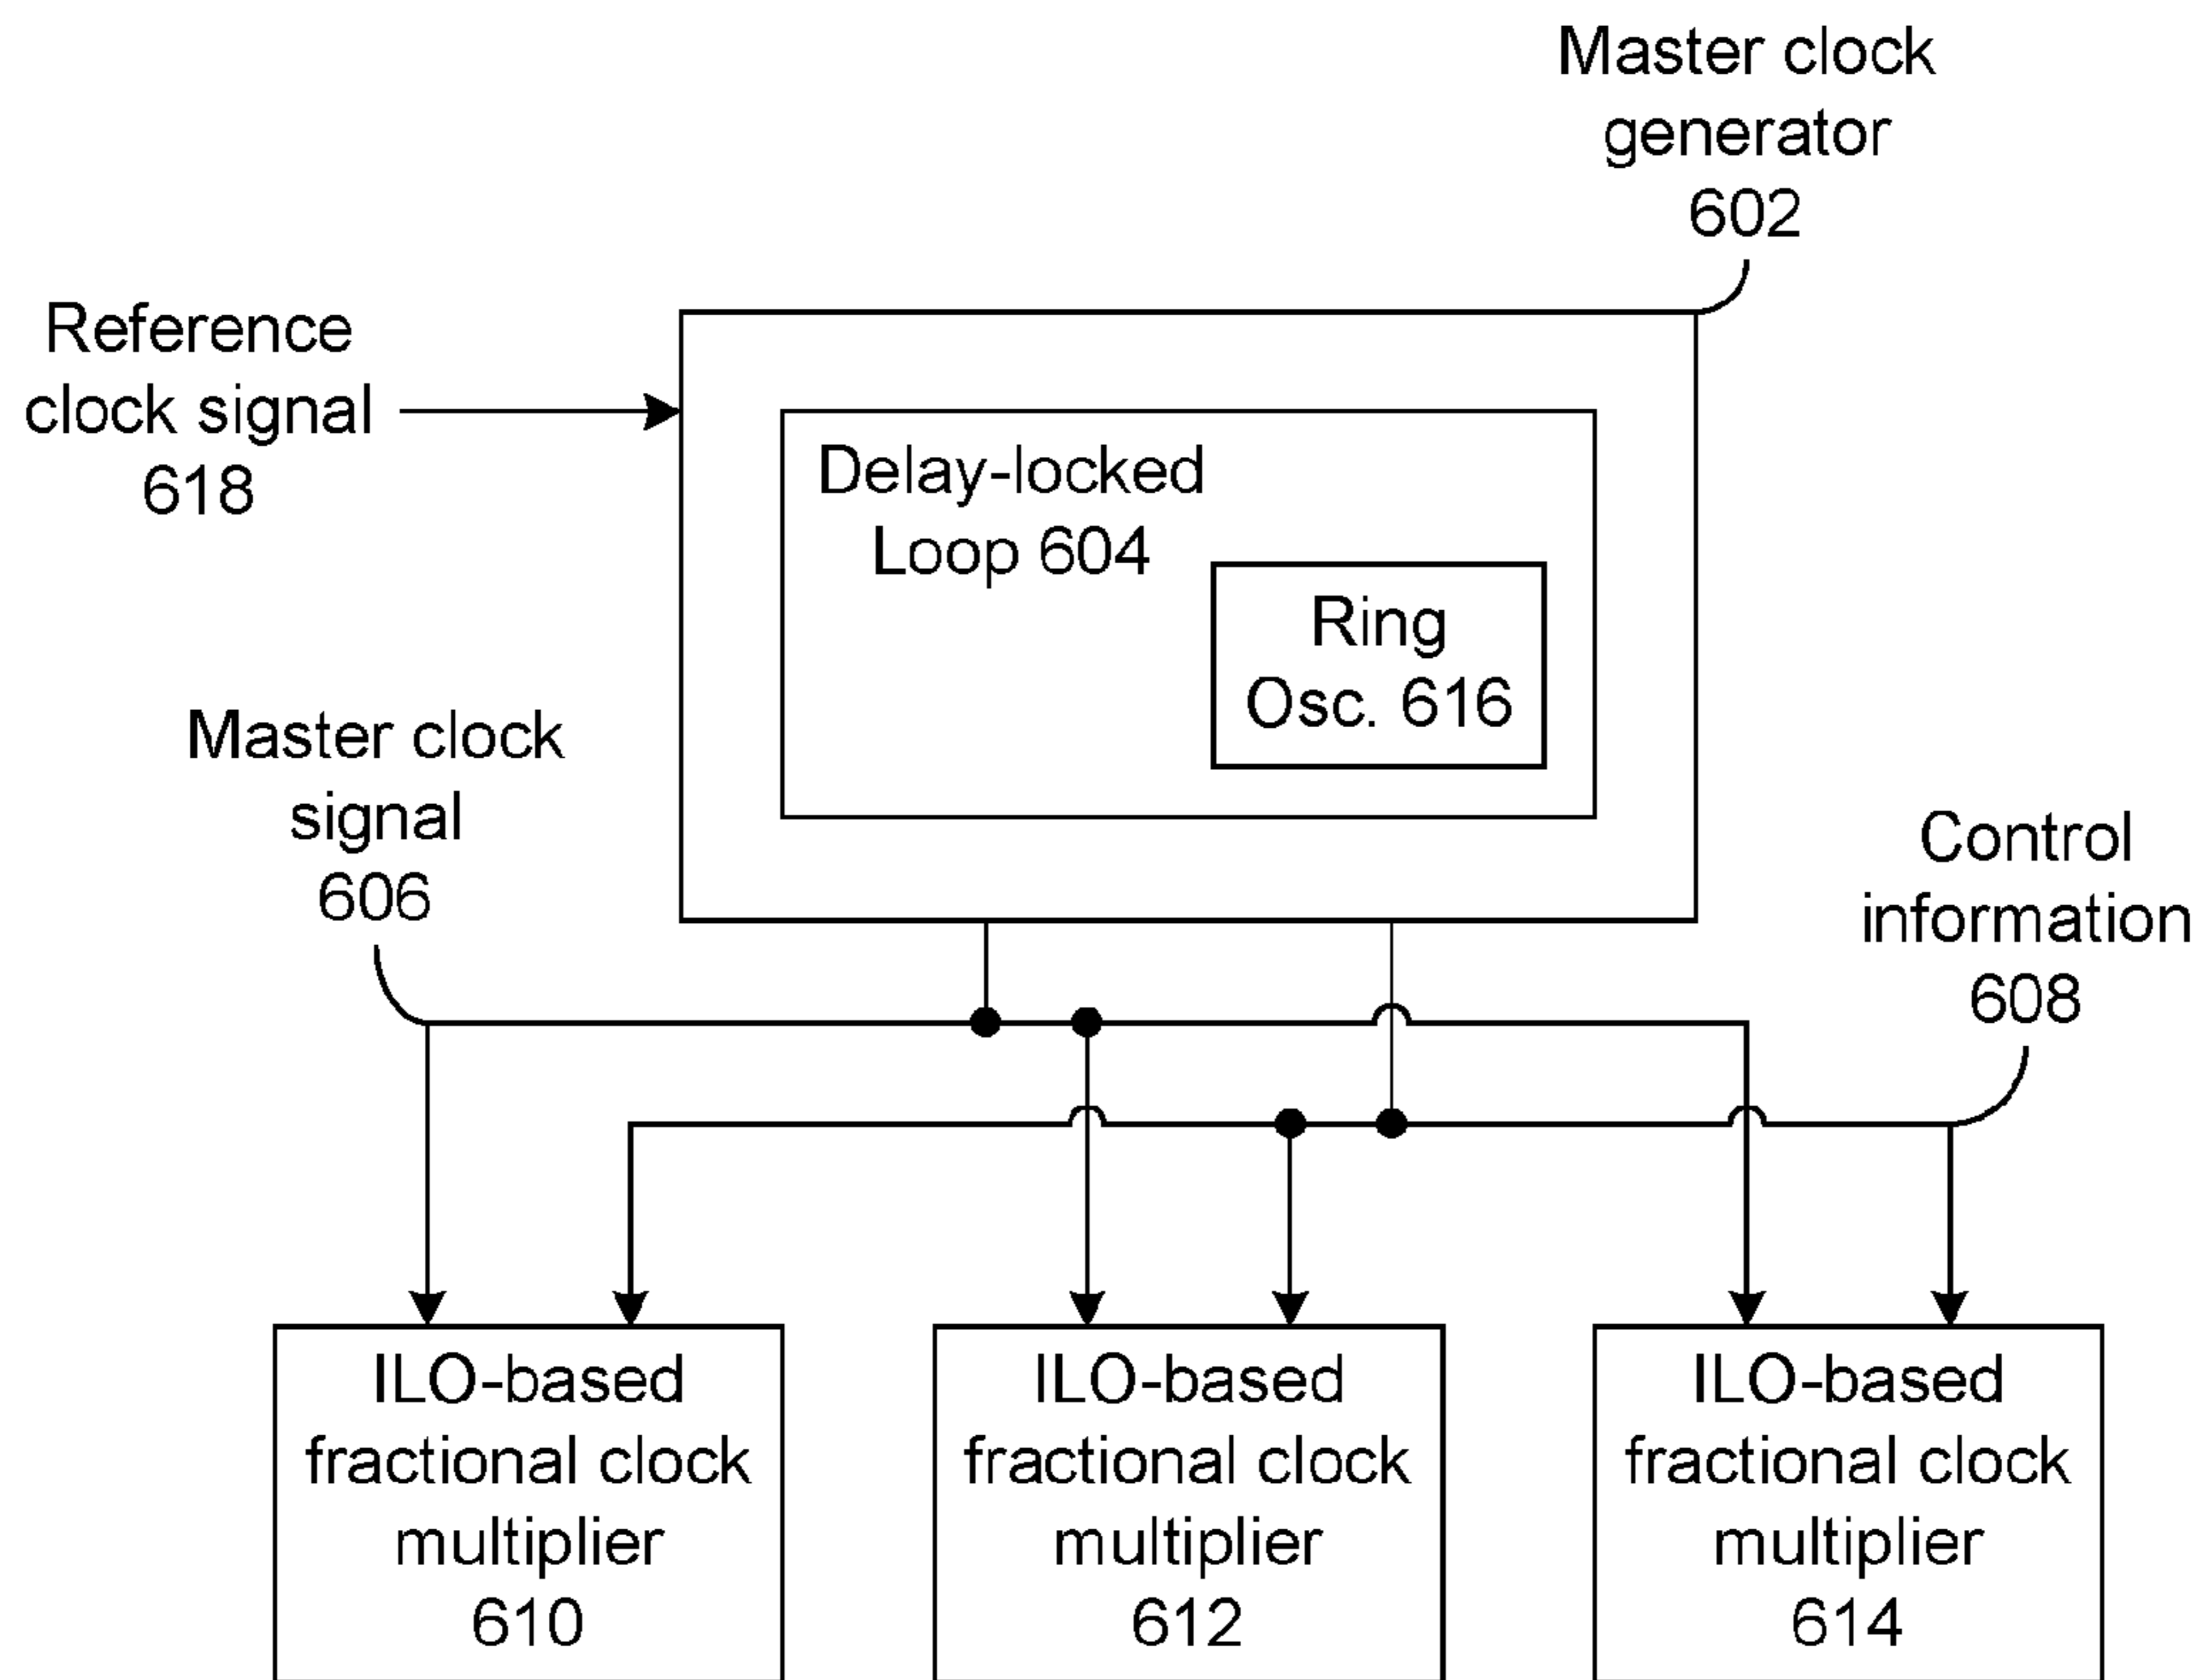 Master clock
generator
602
Reference
clock signal
618
Delay-locked
Loop 604
Ring
Osc. 616
Master clock
signal
606
Control
information
608
ILO-based
fractional clock
multiplier
610
ILO-based
fractional clock
multiplier
612
ILO-based
fractional clock
multiplier
614